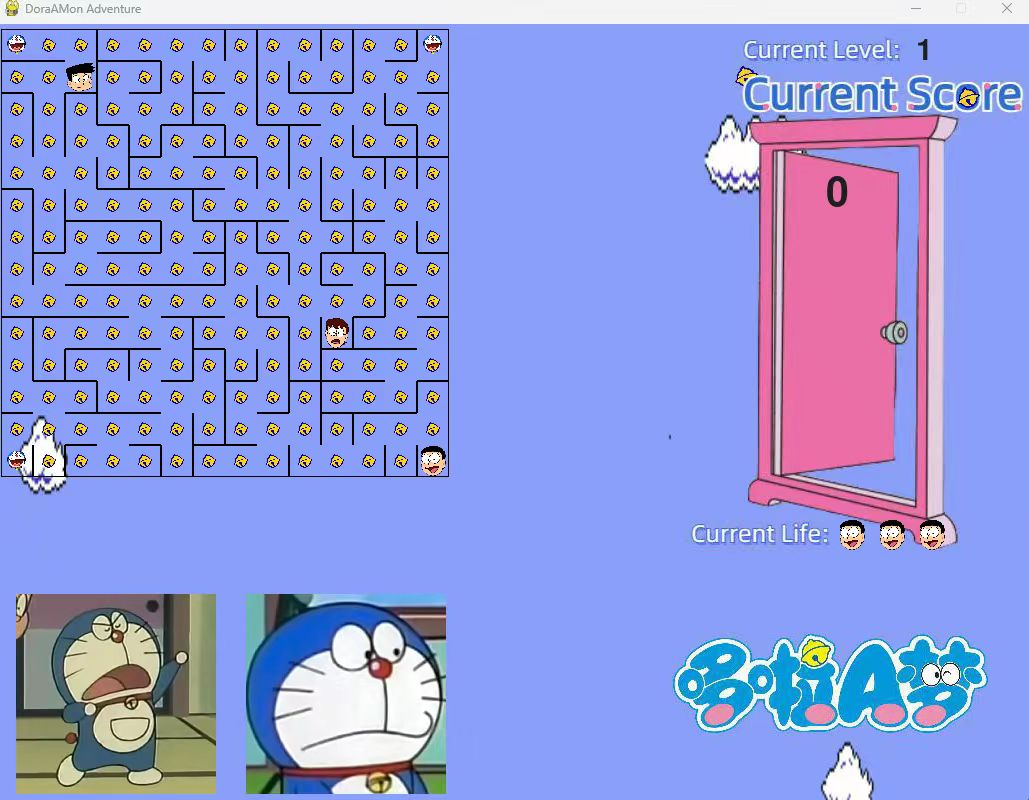 DoraAMon Adventure
Current Level: 1
Current Score
0
Current Life:
哆啦A梦